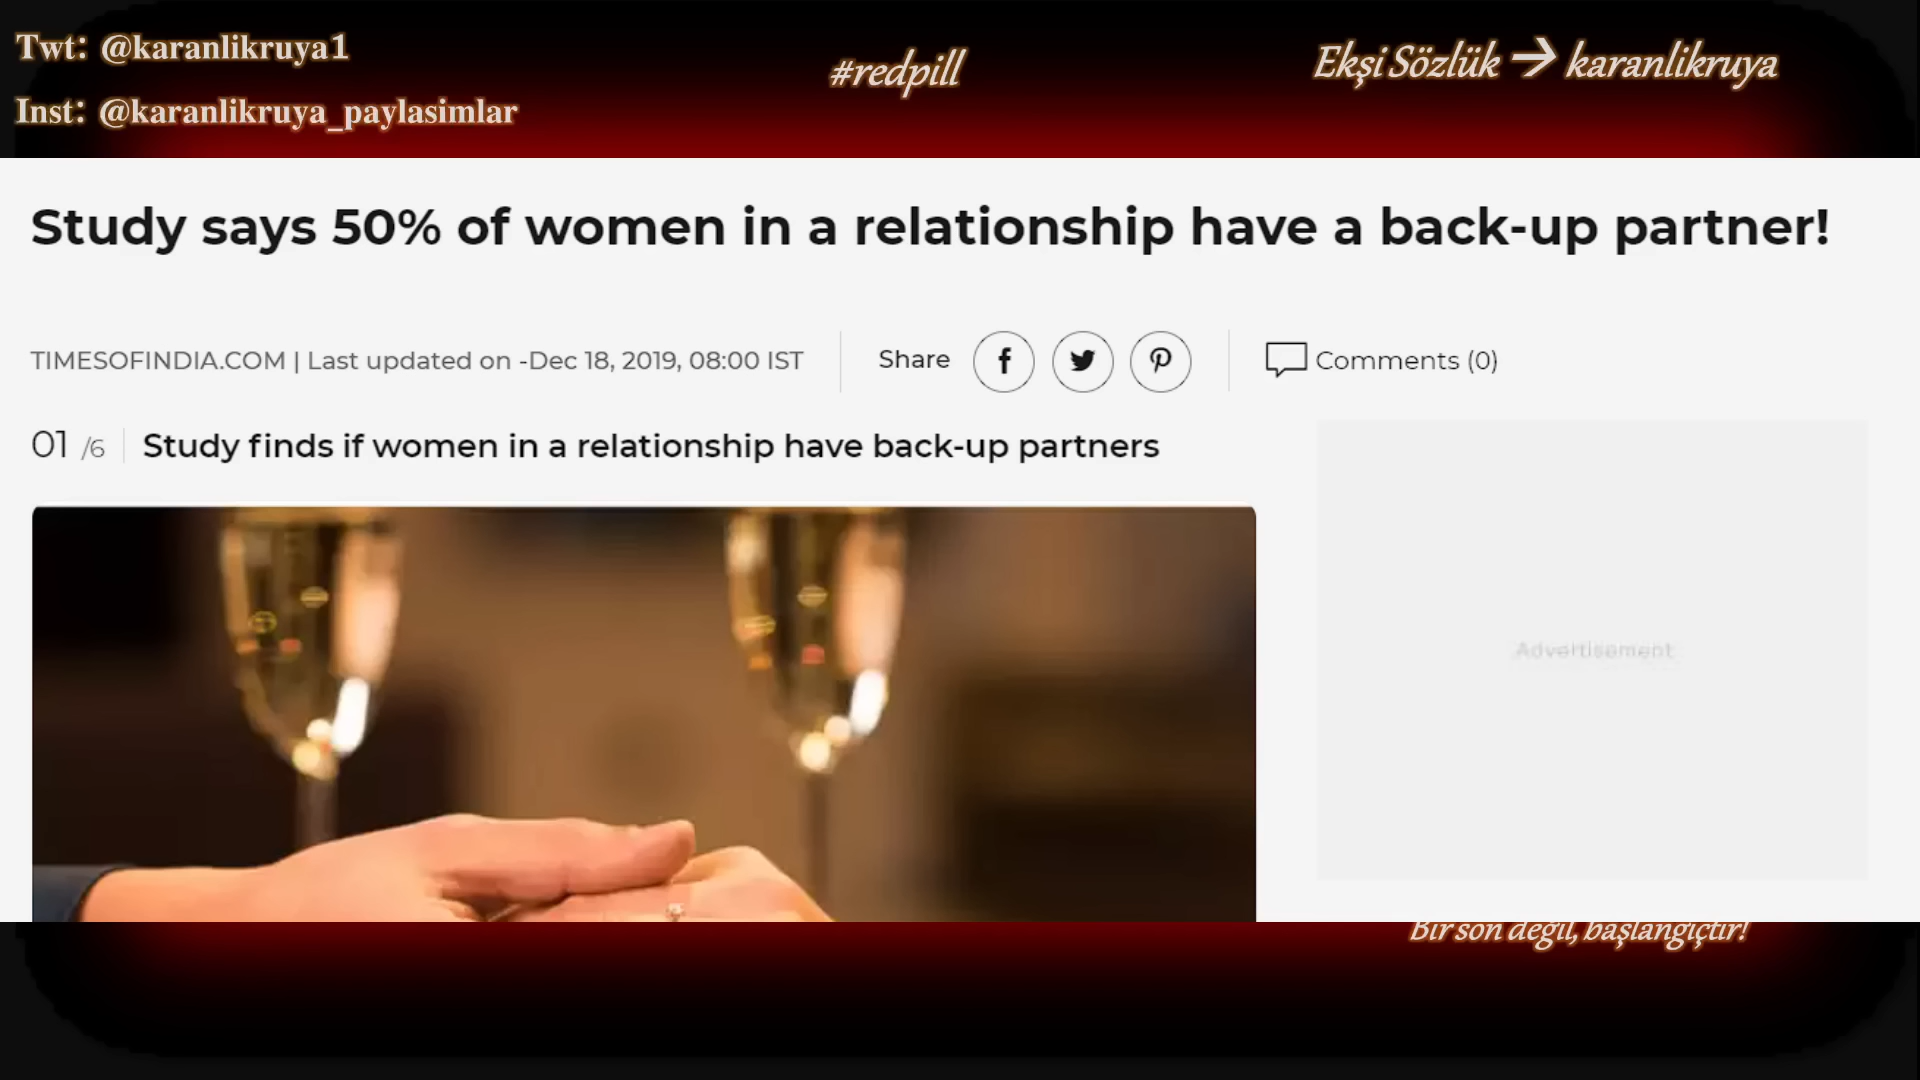 Twt: @karanlikruya1
Inst: @karanlikruya_paylasimlar
#redpill
Ekşi Sözlük → karanlikruya
Study says 50% of women in a relationship have a back-up partner!
TIMESOFINDIA.COM | Last updated on -Dec 18, 2019, 08:00 IST
Share
Comments (0)
01 /6 Study finds if women in a relationship have back-up partners
Advertisement
Bir son değil, başlangıçtır!